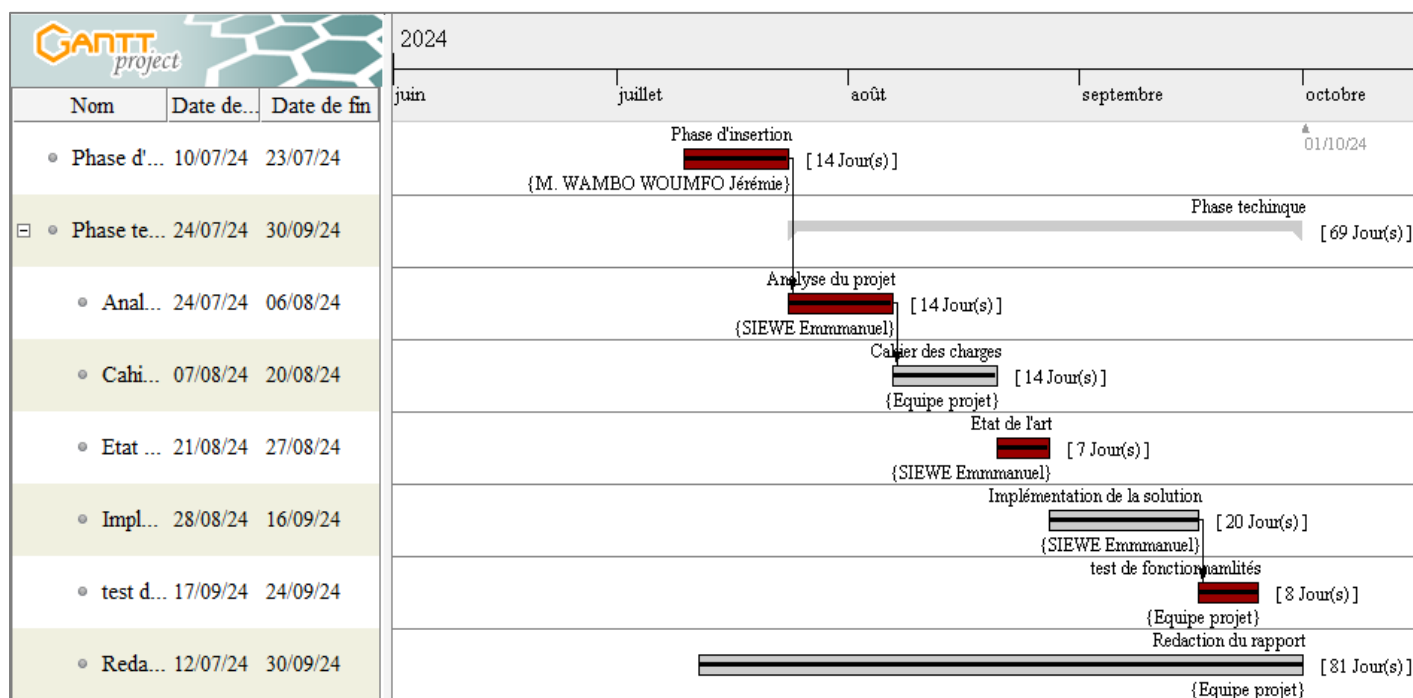 GANTT
project
2024
juin juillet août septembre octobre
Nom Date de... Date de fin
01/10/24
Phase d'insertion
Phase d'... 10/07/24 23/07/24 [ 14 Jour(s) ]
{M. WAMBO WOUMFO Jérémie}
Phase techinque
Phase te... 24/07/24 30/09/24 [ 69 Jour(s) ]
Analyse du projet
Anal... 24/07/24 06/08/24 [ 14 Jour(s) ]
{SIEWE Emmmanuel}
Cahier des charges
Cahi... 07/08/24 20/08/24 [ 14 Jour(s) ]
{Equipe projet}
Etat de l'art
Etat ... 21/08/24 27/08/24 [ 7 Jour(s) ]
{SIEWE Emmmanuel}
Implémentation de la solution
Impl... 28/08/24 16/09/24 [ 20 Jour(s) ]
{SIEWE Emmmanuel}
test de fonctionnamlités
test d... 17/09/24 24/09/24 [ 8 Jour(s) ]
{Equipe projet}
Redaction du rapport
Reda... 12/07/24 30/09/24 [ 81 Jour(s) ]
{Equipe projet}